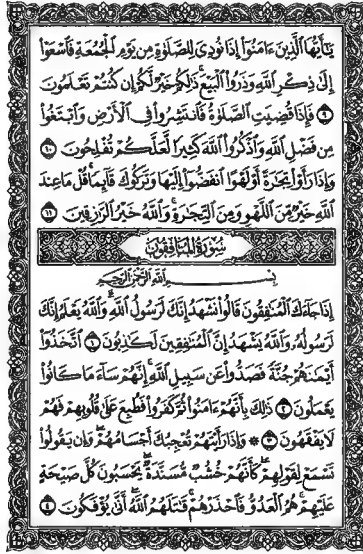 يَٰٓأَيُّهَا ٱلَّذِينَ ءَامَنُوٓاْ إِذَا نُودِيَ لِلصَّلَوٰةِ مِن يَوۡمِ ٱلۡجُمُعَةِ فَٱسۡعَوۡاْ
إِلَىٰ ذِكۡرِ ٱللَّهِ وَذَرُواْ ٱلۡبَيۡعَۚ ذَٰلِكُمۡ خَيۡرٞ لَّكُمۡ إِن كُنتُمۡ تَعۡلَمُونَ
٩ فَإِذَا قُضِيَتِ ٱلصَّلَوٰةُ فَٱنتَشِرُواْ فِي ٱلۡأَرۡضِ وَٱبۡتَغُواْ
مِن فَضۡلِ ٱللَّهِ وَٱذۡكُرُواْ ٱللَّهَ كَثِيرٗا لَّعَلَّكُمۡ تُفۡلِحُونَ ١٠
وَإِذَا رَأَوۡاْ تِجَٰرَةً أَوۡ لَهۡوًا ٱنفَضُّوٓاْ إِلَيۡهَا وَتَرَكُوكَ قَآئِمٗاۚ قُلۡ مَا عِندَ
ٱللَّهِ خَيۡرٞ مِّنَ ٱللَّهۡوِ وَمِنَ ٱلتِّجَٰرَةِۚ وَٱللَّهُ خَيۡرُ ٱلرَّٰزِقِينَ ١١
سُورَةُ المُنَافِقُونَ
بِسۡمِ ٱللَّهِ ٱلرَّحۡمَٰنِ ٱلرَّحِيمِ
إِذَا جَآءَكَ ٱلۡمُنَٰفِقُونَ قَالُواْ نَشۡهَدُ إِنَّكَ لَرَسُولُ ٱللَّهِۗ وَٱللَّهُ يَعۡلَمُ إِنَّكَ
لَرَسُولُهُۥ وَٱللَّهُ يَشۡهَدُ إِنَّ ٱلۡمُنَٰفِقِينَ لَكَٰذِبُونَ ١ ٱتَّخَذُوٓاْ
أَيۡمَٰنَهُمۡ جُنَّةٗ فَصَدُّواْ عَن سَبِيلِ ٱللَّهِۚ إِنَّهُمۡ سَآءَ مَا كَانُواْ
يَعۡمَلُونَ ٢ ذَٰلِكَ بِأَنَّهُمۡ ءَامَنُواْ ثُمَّ كَفَرُواْ فَطُبِعَ عَلَىٰ قُلُوبِهِمۡ فَهُمۡ
لَا يَفۡقَهُونَ ٣ ۞ وَإِذَا رَأَيۡتَهُمۡ تُعۡجِبُكَ أَجۡسَامُهُمۡۖ وَإِن يَقُولُواْ
تَسۡمَعۡ لِقَوۡلِهِمۡۖ كَأَنَّهُمۡ خُشُبٞ مُّسَنَّدَةٞۖ يَحۡسَبُونَ كُلَّ صَيۡحَةٍ
عَلَيۡهِمۡۚ هُمُ ٱلۡعَدُوُّ فَٱحۡذَرۡهُمۡۚ قَٰتَلَهُمُ ٱللَّهُۖ أَنَّىٰ يُؤۡفَكُونَ ٤